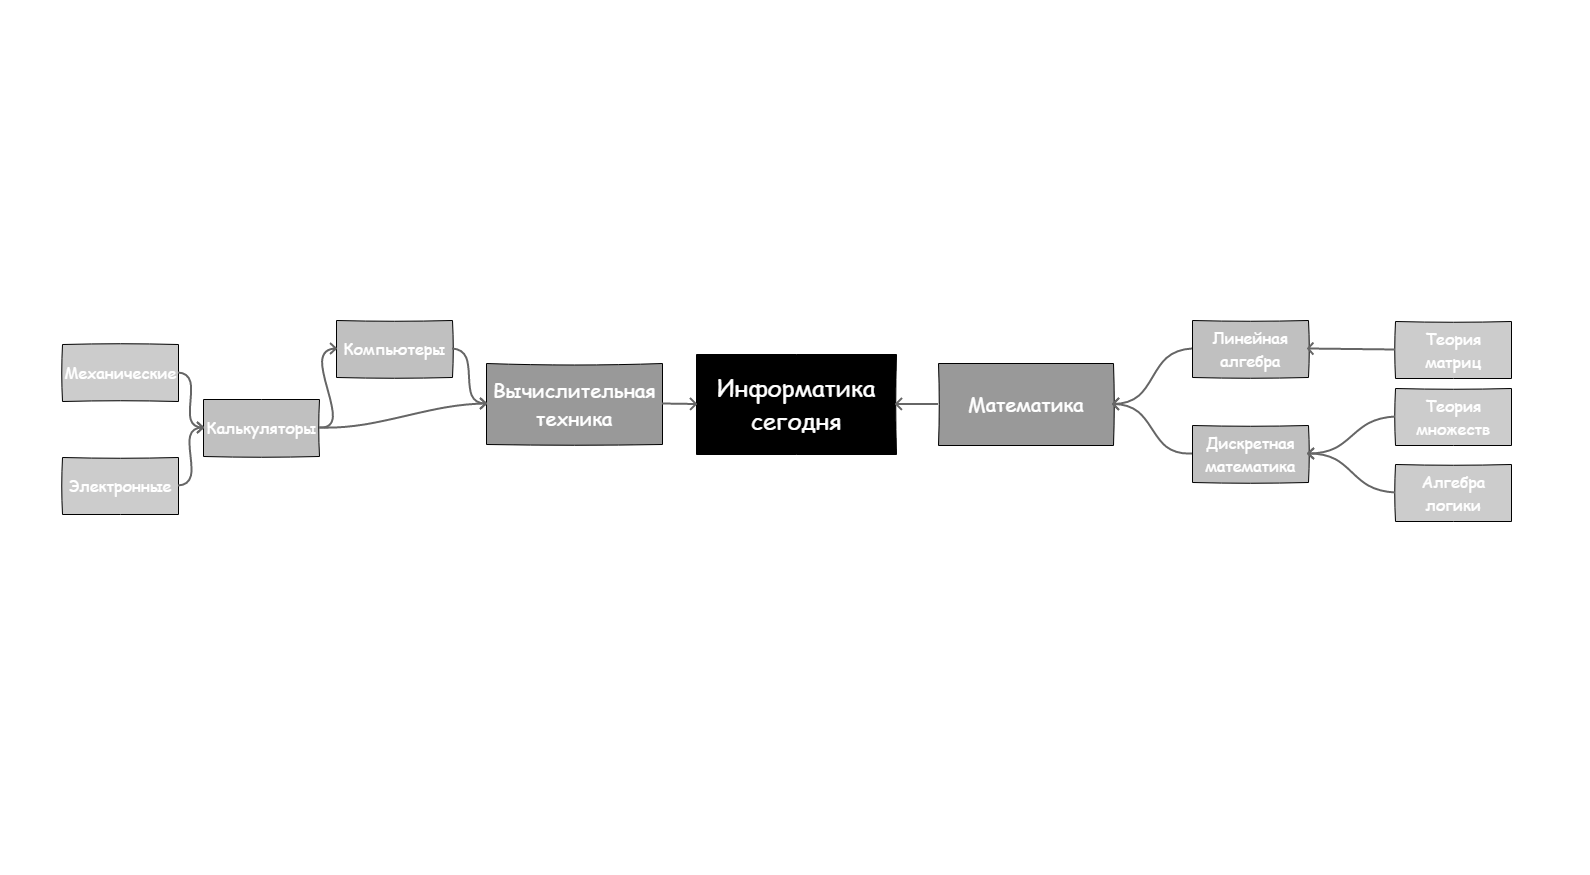 Механические
Электронные
Калькуляторы
Компьютеры
Вычислительная
техника
Информатика
сегодня
Математика
Линейная
алгебра
Дискретная
математика
Теория
матриц
Теория
множеств
Алгебра
логики